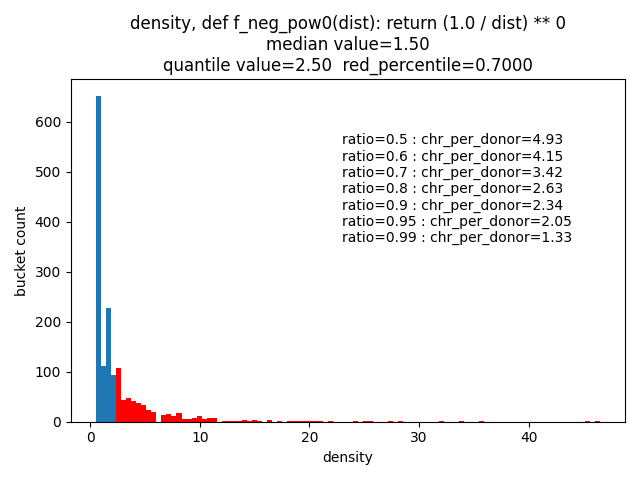 density, def f_neg_pow0(dist): return (1.0 / dist) ** 0
median value=1.50
quantile value=2.50  red_percentile=0.7000
600
500
400
300
200
100
0
bucket count
ratio=0.5 : chr_per_donor=4.93
ratio=0.6 : chr_per_donor=4.15
ratio=0.7 : chr_per_donor=3.42
ratio=0.8 : chr_per_donor=2.63
ratio=0.9 : chr_per_donor=2.34
ratio=0.95 : chr_per_donor=2.05
ratio=0.99 : chr_per_donor=1.33
0 10 20 30 40
density